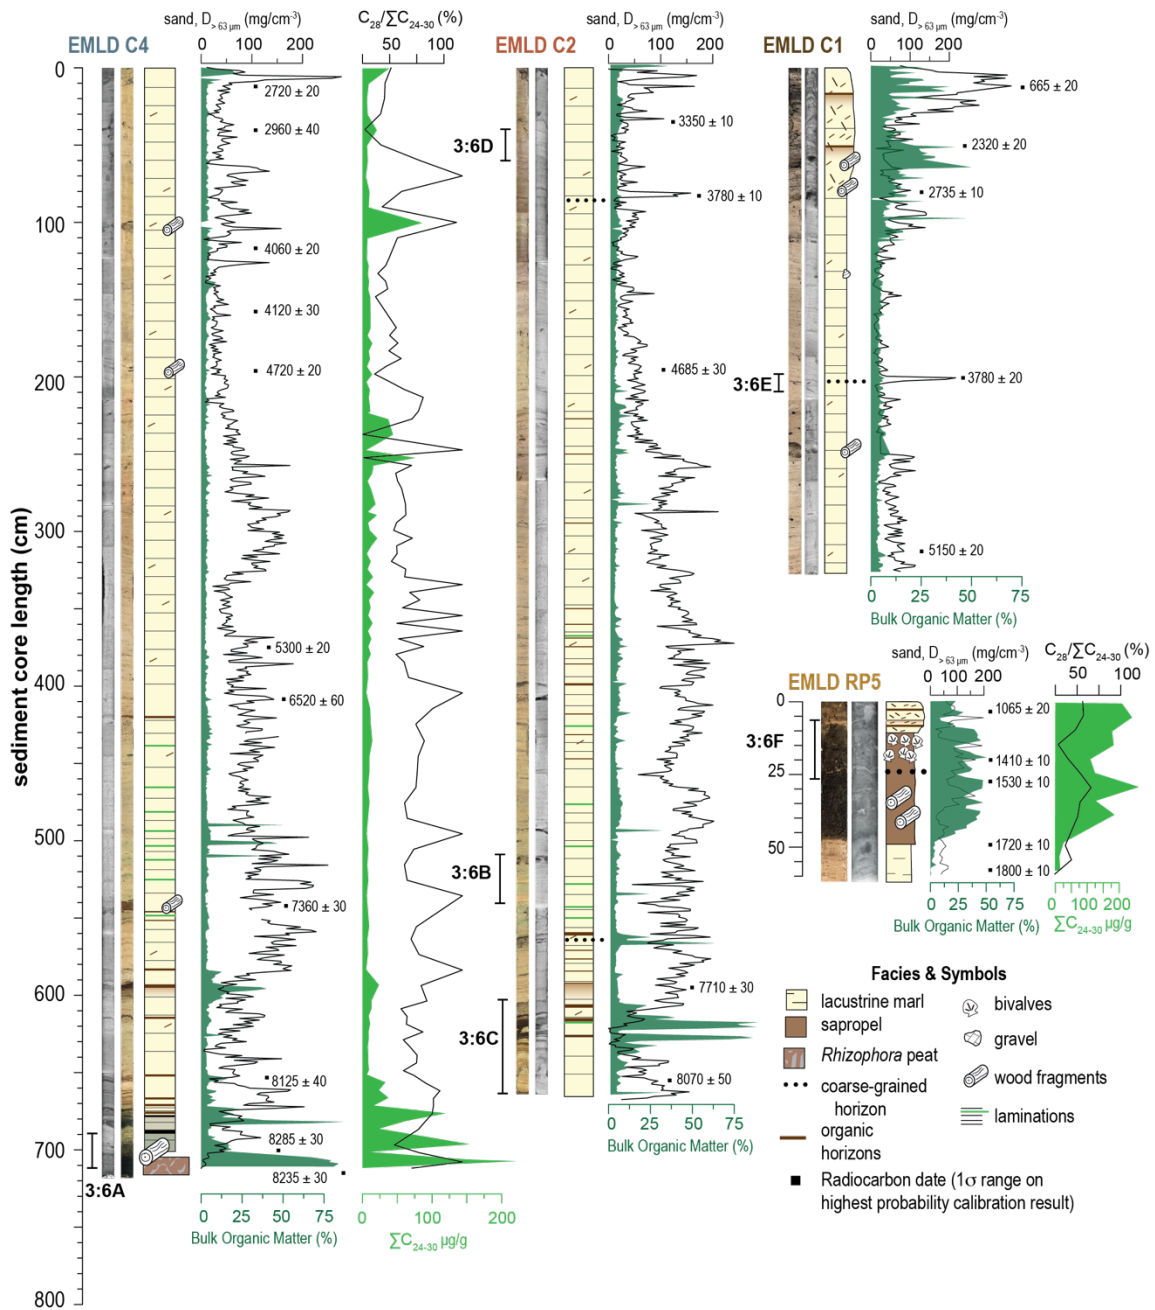 EMLD C4
sand, D > 63 µm (mg/cm-3)
0 100 200
C28/∑C24-30 (%)
50 100
EMLD C2
sand, D > 63 µm (mg/cm-3)
0 100 200
EMLD C1
sand, D > 63 µm (mg/cm-3)
0 100 200
sediment core length (cm)
0
100
200
300
400
500
600
700
800
2720 ± 20
2960 ± 40
4060 ± 20
4120 ± 30
4720 ± 20
5300 ± 20
6520 ± 60
7360 ± 30
8125 ± 40
8285 ± 30
8235 ± 30
3:6A
0 25 50 75
Bulk Organic Matter (%)
0 100 200
∑C24-30 µg/g
3:6D
3:6B
3:6C
3350 ± 10
3780 ± 10
4685 ± 30
7710 ± 30
8070 ± 50
0 25 50 75
Bulk Organic Matter (%)
3:6E
665 ± 20
2320 ± 20
2735 ± 10
3780 ± 20
5150 ± 20
0 25 50 75
Bulk Organic Matter (%)
EMLD RP5
sand, D > 63 µm (mg/cm-3)
0 100 200
C28/∑C24-30 (%)
50 100
0
25
50
3:6F
1065 ± 20
1410 ± 10
1530 ± 10
1720 ± 10
1800 ± 10
0 25 50 75
Bulk Organic Matter (%)
0 100 200
∑C24-30 µg/g
Facies & Symbols
lacustrine marl
sapropel
Rhizophora peat
coarse-grained
horizon
organic
horizons
bivalves
gravel
wood fragments
laminations
Radiocarbon date (1σ range on
highest probability calibration result)